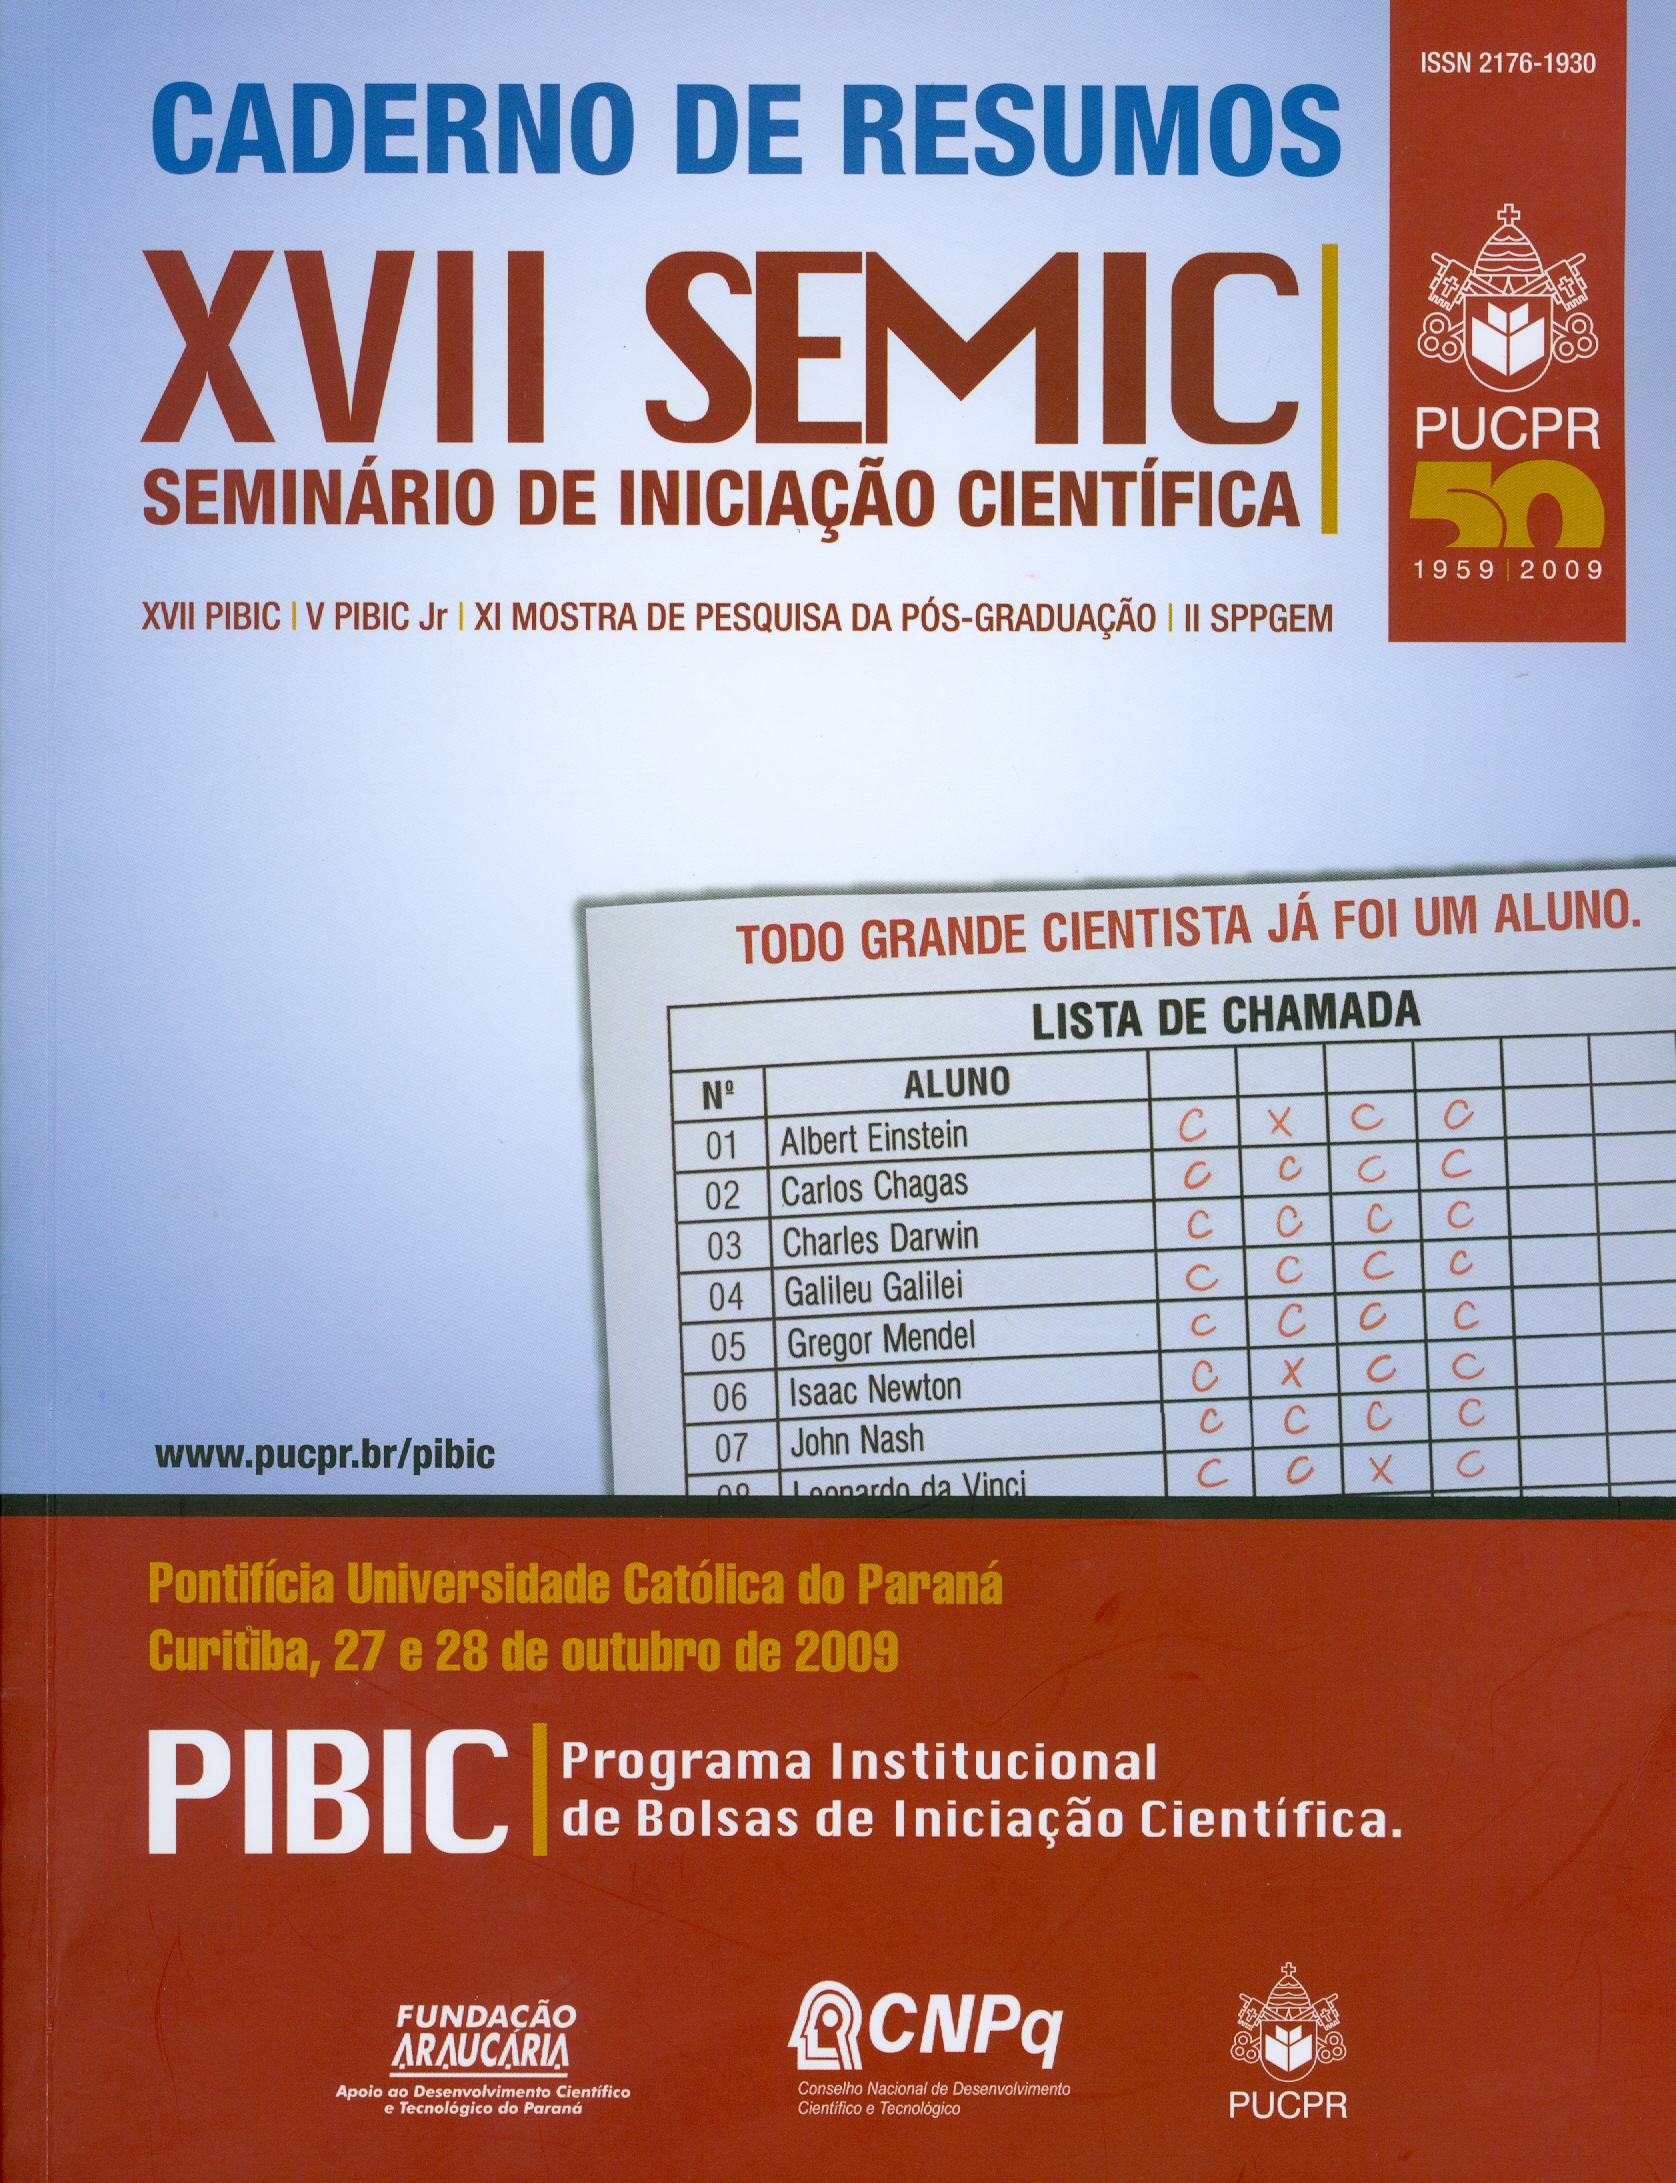 ISSN 2176-1930
CADERNO DE RESUMOS
XVII SEMIC
SEMINÁRIO DE INICIAÇÃO CIENTÍFICA
XVII PIBIC | V PIBIC Jr | XI MOSTRA DE PESQUISA DA PÓS-GRADUAÇÃO | II SPPGEM
PUCPR
50
1959 | 2009
TODO GRANDE CIENTISTA JÁ FOI UM ALUNO.
LISTA DE CHAMADA
Nº ALUNO
01 Albert Einstein C X C C
02 Carlos Chagas C C C C
03 Charles Darwin C C C C
04 Galileu Galilei C C C C
05 Gregor Mendel C C C C
06 Isaac Newton C X C C
07 John Nash C C C C
08 Leonardo da Vinci C C X C
www.pucpr.br/pibic
Pontifícia Universidade Católica do Paraná
Curitiba, 27 e 28 de outubro de 2009
PIBIC | Programa Institucional
de Bolsas de Iniciação Científica.
FUNDAÇÃO
ARAUCÁRIA
Apoio ao Desenvolvimento Científico
e Tecnológico do Paraná
CNPq
Conselho Nacional de Desenvolvimento
Científico e Tecnológico
PUCPR